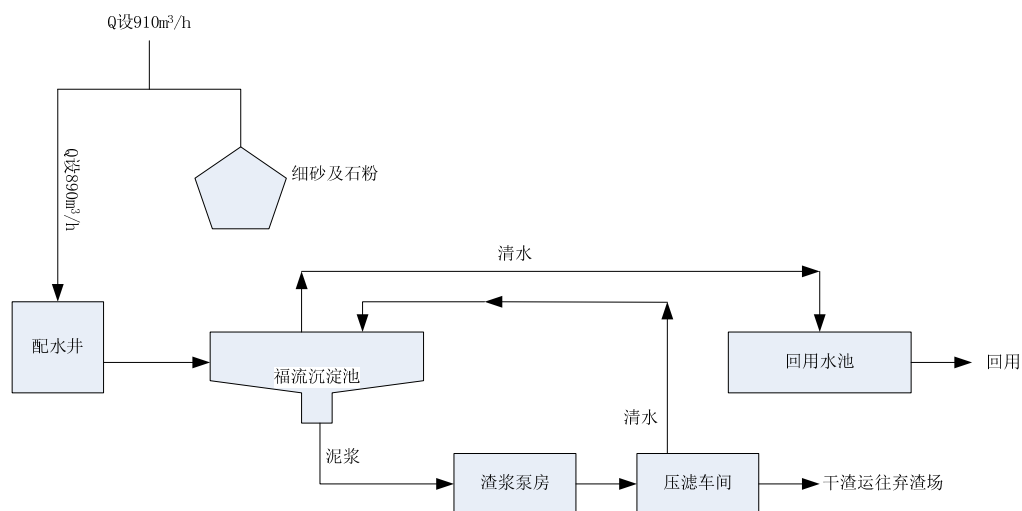 Q设910m³/h
Q设890m³/h
细砂及石粉
清水
配水井
福流沉淀池
回用水池
回用
清水
泥浆
渣浆泵房
压滤车间
干渣运往弃渣场